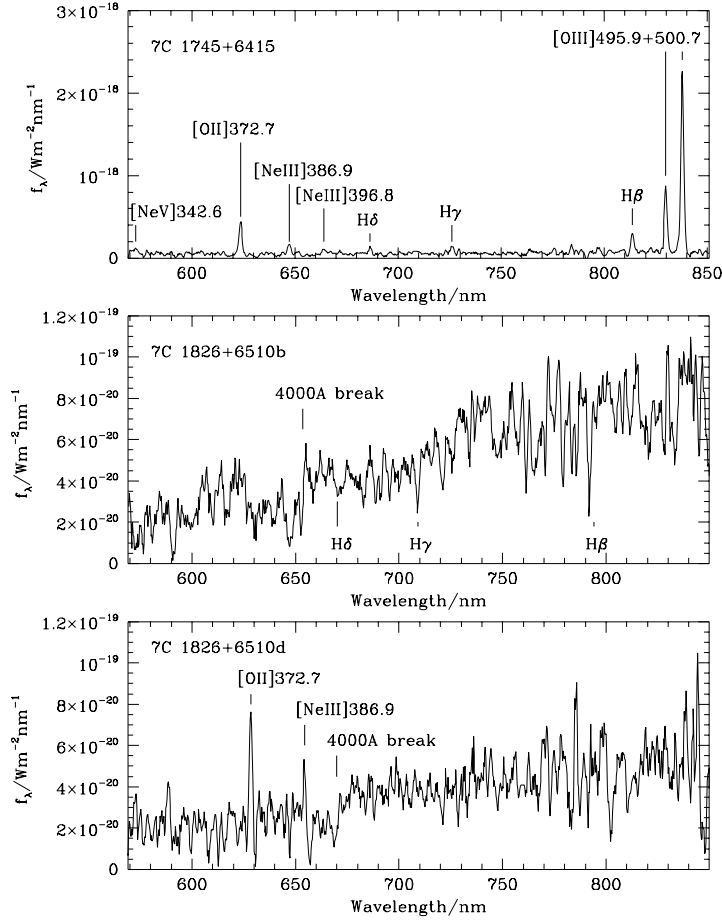 3×10⁻¹⁸
7C 1745+6415
[OIII]495.9+500.7
2×10⁻¹⁸
[OII]372.7
[NeIII]386.9
10⁻¹⁸
[NeIII]396.8
[NeV]342.6
Hδ
Hγ
Hβ
0
fλ/Wm⁻²nm⁻¹
600 650 700 750 800 850
Wavelength/nm
1.2×10⁻¹⁹
7C 1826+6510b
10⁻¹⁹
4000A break
8×10⁻²⁰
6×10⁻²⁰
4×10⁻²⁰
2×10⁻²⁰
Hδ
Hγ
Hβ
0
fλ/Wm⁻²nm⁻¹
600 650 700 750 800
Wavelength/nm
1.2×10⁻¹⁹
7C 1826+6510d
10⁻¹⁹
[OII]372.7
[NeIII]386.9
8×10⁻²⁰
4000A break
6×10⁻²⁰
4×10⁻²⁰
2×10⁻²⁰
0
fλ/Wm⁻²nm⁻¹
600 650 700 750 800
Wavelength/nm